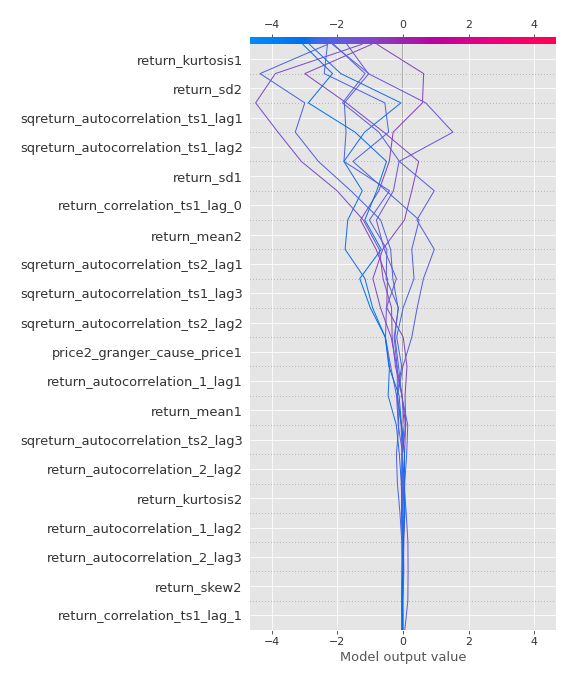 −4 −2 0 2 4
return_kurtosis1
return_sd2
sqreturn_autocorrelation_ts1_lag1
sqreturn_autocorrelation_ts1_lag2
return_sd1
return_correlation_ts1_lag_0
return_mean2
sqreturn_autocorrelation_ts2_lag1
sqreturn_autocorrelation_ts1_lag3
sqreturn_autocorrelation_ts2_lag2
price2_granger_cause_price1
return_autocorrelation_1_lag1
return_mean1
sqreturn_autocorrelation_ts2_lag3
return_autocorrelation_2_lag2
return_kurtosis2
return_autocorrelation_1_lag2
return_autocorrelation_2_lag3
return_skew2
return_correlation_ts1_lag_1
−4 −2 0 2 4
Model output value